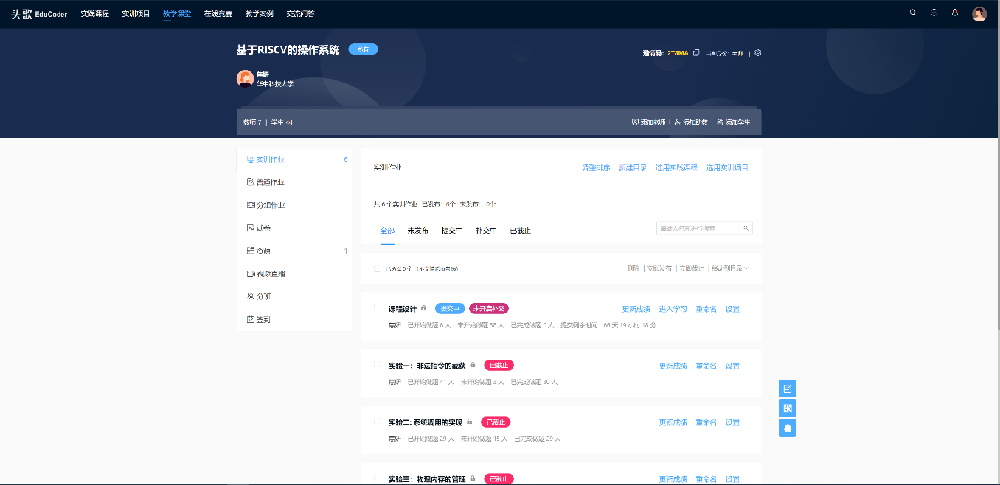 头歌 EduCoder 实践课程 实训项目 教学课堂 在线竞赛 教学案例 交流问答
基于RISCV的操作系统 私有
邀请码: 2T8MA 当前身份: 老师 |
焦妍
华中科技大学
教师 7 | 学生 44
添加老师 | 添加助教 | 添加学生
实训作业 6
普通作业
分组作业
试卷
资源 1
视频直播
分班
签到
实训作业
调整排序 新建目录 选用实践课程 选用实训项目
共 6 个实训作业 已发布: 6个 未发布: 0个
全部 未发布 提交中 补交中 已截止
请输入名称进行搜索
已选择 0 个 (不支持跨页勾选)
删除 | 立即发布 | 立即截止 | 移动到目录
课程设计 提交中 未开启补交
更新成绩 进入学习 重命名 设置
焦妍 已开始做题 6 人 未开始做题 38 人 已完成做题 0 人 提交剩余时间: 66 天 19 小时 18 分
实验一: 非法指令的截获 已截止
更新成绩 重命名 设置
焦妍 已开始做题 41 人 未开始做题 3 人 已完成做题 30 人
实验二: 系统调用的实现 已截止
更新成绩 重命名 设置
焦妍 已开始做题 29 人 未开始做题 15 人 已完成做题 29 人
实验三: 物理内存的管理 已截止
更新成绩 重命名 设置